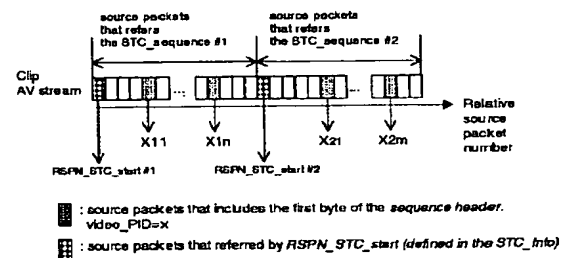 source packets
that refers
the STC_sequence #1
source packets
that refers
the STC_sequence #2
Clip
AV stream
...
...
Relative
source
packet
number
X11
X1n
X21
X2m
RSPN_STC_start #1
RSPN_STC_start #2
: source packets that includes the first byte of the sequence header.
video_PID=x
: source packets that referred by RSPN_STC_start (defined in the STC_Info)